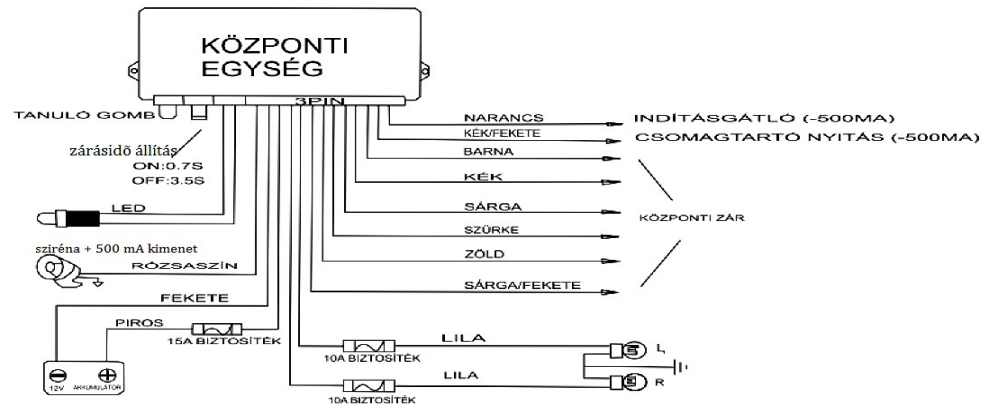 KÖZPONTI
EGYSÉG
3PIN
TANULÓ GOMB
zárásidõ állítás
ON:0.7S
OFF:3.5S
LED
sziréna + 500 mA kimenet
RÓZSASZÍN
FEKETE
PIROS
15A BIZTOSÍTÉK
12V
AKKUMULÁTOR
NARANCS
INDÍTÁSGÁTLÓ (-500MA)
KÉK/FEKETE
CSOMAGTARTÓ NYITÁS (-500MA)
BARNA
KÉK
SÁRGA
KÖZPONTI ZÁR
SZÜRKE
ZÖLD
SÁRGA/FEKETE
LILA
10A BIZTOSÍTÉK
L
LILA
10A BIZTOSÍTÉK
R